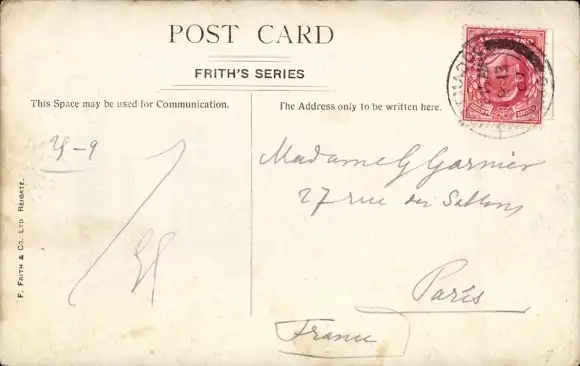 POST CARD
FRITH'S SERIES
This Space may be used for Communication.
The Address only to be written here.
Madame G Garnier
27 rue des Sablons
Paris
France
F. FRITH & CO. LTD REIGATE.